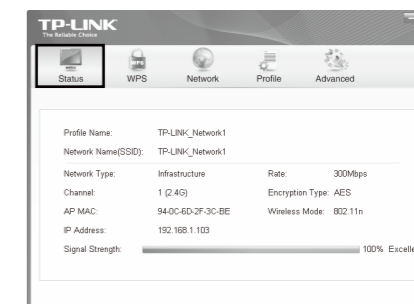 TP-LINK
The Reliable Choice
WPS
Status WPS Network Profile Advanced
Profile Name: TP-LINK_Network1
Network Name(SSID): TP-LINK_Network1
Network Type: Infrastructure Rate: 300Mbps
Channel: 1 (2.4G) Encryption Type: AES
AP MAC: 94-0C-6D-2F-3C-BE Wireless Mode: 802.11n
IP Address: 192.168.1.103
Signal Strength: 100% Excelle